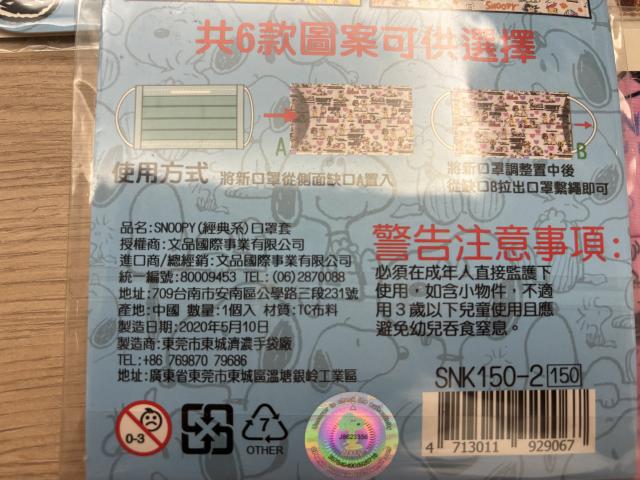 SNOOPY
共6款圖案可供選擇
A
B
使用方式
將新口罩從側面缺口A置入
將新口罩調整置中後
從缺口B拉出口罩繫繩即可
品名:SNOOPY(經典系)口罩套
授權商:文品國際事業有限公司
進口商/總經銷:文品國際事業有限公司
統一編號:80009453 TEL:(06)2870088
地址:709台南市安南區公學路三段231號
產地:中國 數量:1個入 材質:TC布料
製造日期:2020年5月10日
製造商:東莞市東城濟濃手袋廠
TEL:+86 769870 79686
地址:廣東省東莞市東城區溫塘銀岭工業區
警告注意事項:
必須在成年人直接監護下
使用。如含小物件,不適
用3歲以下兒童使用且應
避免幼兒吞食窒息。
SNK150-2 150
0-3
7
OTHER
4 713011 929067